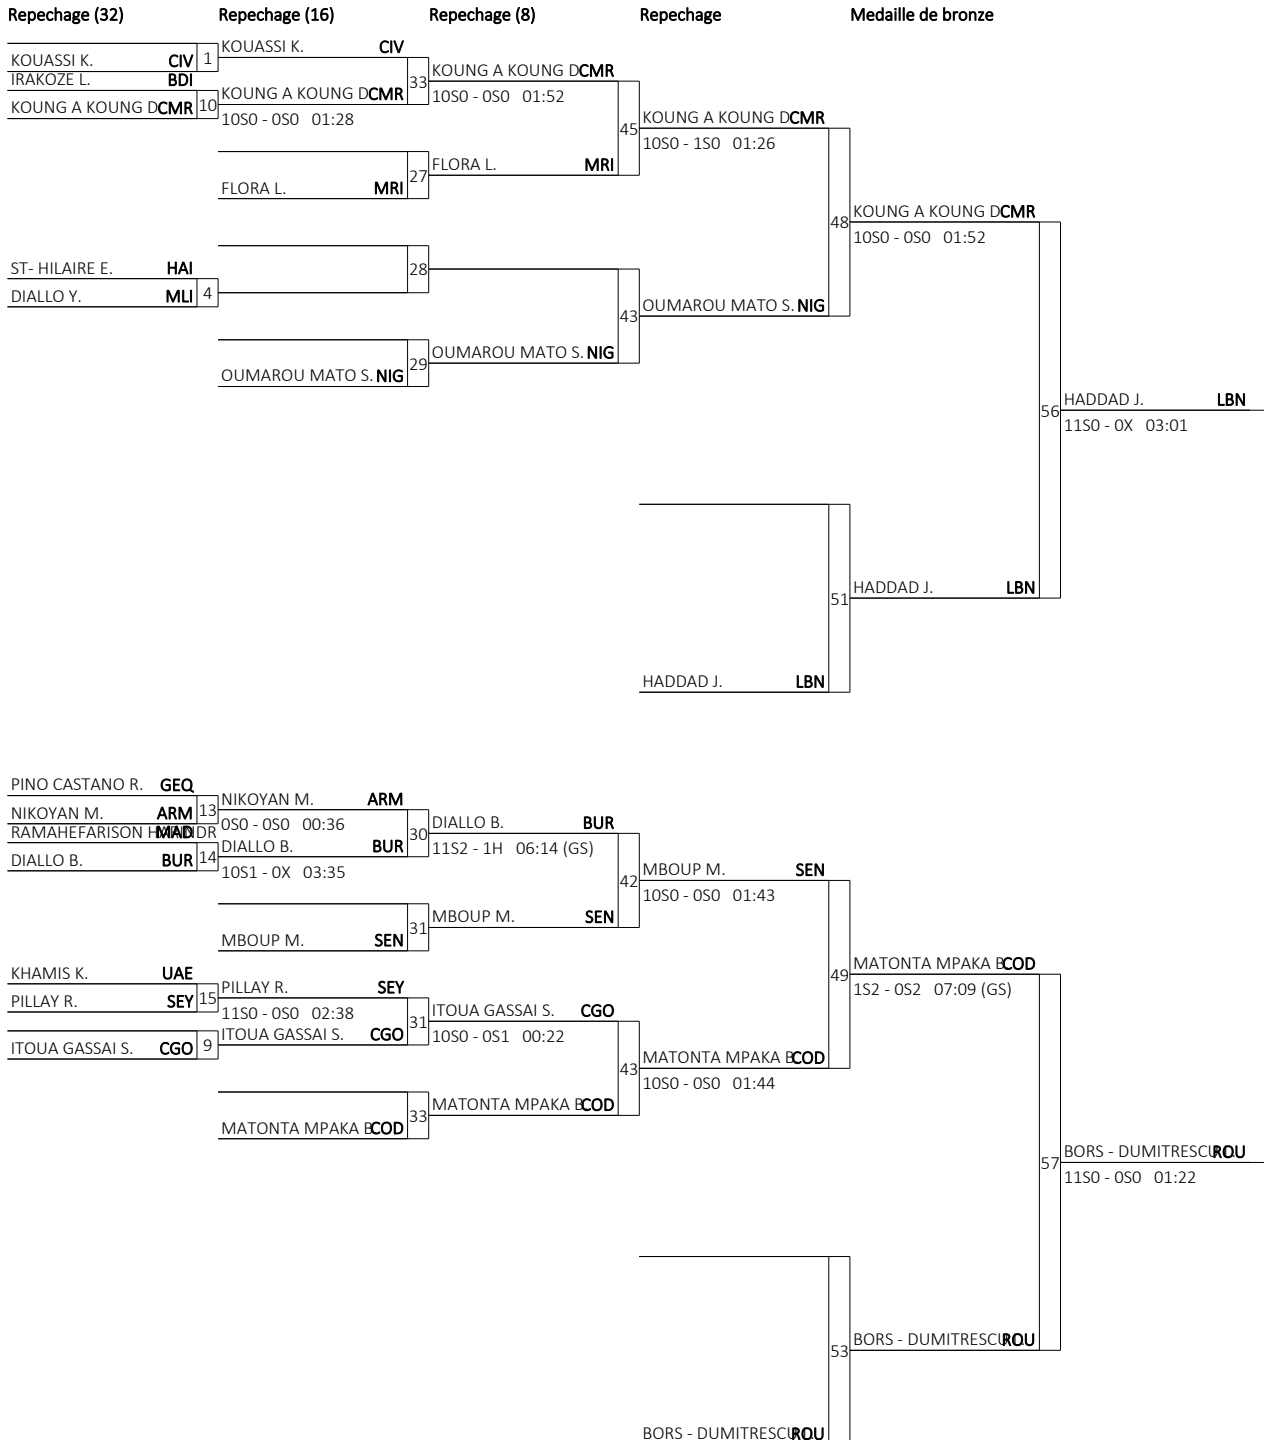 Repechage (32) Repechage (16) Repechage (8) Repechage Medaille de bronze
KOUASSI K. CIV 1 KOUASSI K. CIV
IRAKOZE L. BDI
KOUNG A KOUNG D CMR 10 KOUNG A KOUNG D CMR
10S0 - 0S0 01:28
33 KOUNG A KOUNG D CMR
10S0 - 0S0 01:52
FLORA L. MRI 27 FLORA L. MRI
45 KOUNG A KOUNG D CMR
10S0 - 1S0 01:26
ST- HILAIRE E. HAI
DIALLO Y. MLI 4
28
OUMAROU MATO S. NIG 29 OUMAROU MATO S. NIG
43 OUMAROU MATO S. NIG
48 KOUNG A KOUNG D CMR
10S0 - 0S0 01:52
56 HADDAD J. LBN
11S0 - 0X 03:01
51 HADDAD J. LBN
HADDAD J. LBN
PINO CASTANO R. GEQ
NIKOYAN M. ARM 13 NIKOYAN M. ARM
0S0 - 0S0 00:36
RAMAHEFARISON MAD
DIALLO B. BUR 14 DIALLO B. BUR
10S1 - 0X 03:35
30 DIALLO B. BUR
11S2 - 1H 06:14 (GS)
MBOUP M. SEN 31 MBOUP M. SEN
42 MBOUP M. SEN
10S0 - 0S0 01:43
KHAMIS K. UAE
PILLAY R. SEY 15 PILLAY R. SEY
11S0 - 0S0 02:38
ITOUA GASSAI S. CGO 9 ITOUA GASSAI S. CGO
31 ITOUA GASSAI S. CGO
10S0 - 0S1 00:22
MATONTA MPAKA B COD 33 MATONTA MPAKA B COD
43 MATONTA MPAKA B COD
10S0 - 0S0 01:44
49 MATONTA MPAKA B COD
1S2 - 0S2 07:09 (GS)
57 BORS - DUMITRESCU ROU
11S0 - 0S0 01:22
53 BORS - DUMITRESCU ROU
BORS - DUMITRESCU ROU